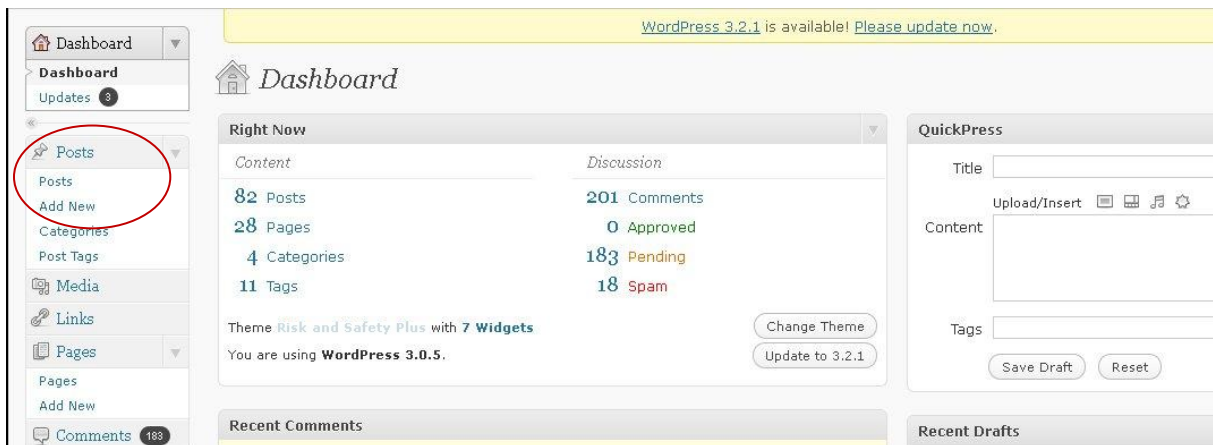 WordPress 3.2.1 is available! Please update now.
Dashboard
Dashboard
Updates 3
Posts
Posts
Add New
Categories
Post Tags
Media
Links
Pages
Pages
Add New
Comments 183
Dashboard
Right Now
Content
82 Posts
28 Pages
4 Categories
11 Tags
Discussion
201 Comments
0 Approved
183 Pending
18 Spam
Theme Risk and Safety Plus with 7 Widgets
Change Theme
You are using WordPress 3.0.5.
Update to 3.2.1
Recent Comments
QuickPress
Title
Upload/Insert
Content
Tags
Save Draft
Reset
Recent Drafts